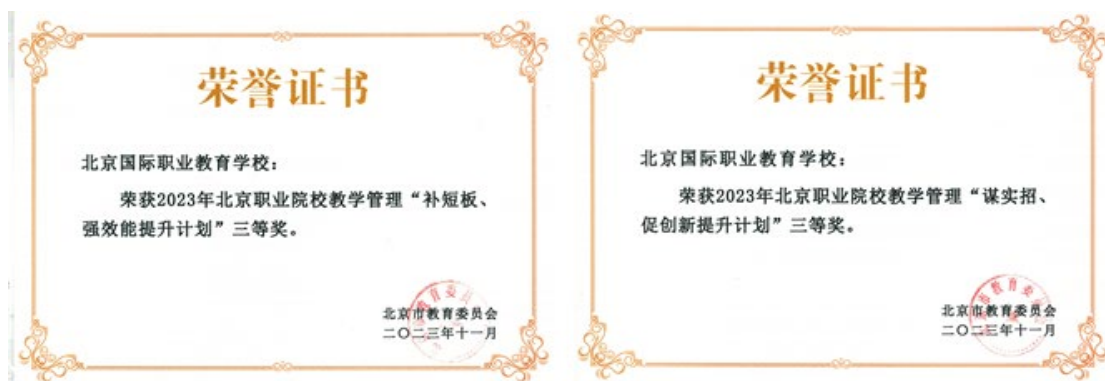 荣誉证书
北京国际职业教育学校：
荣获2023年北京职业院校教学管理“补短板、
强效能提升计划”三等奖。
北京市教育委员会
二〇二三年十一月
荣誉证书
北京国际职业教育学校：
荣获2023年北京职业院校教学管理“谋实招、
促创新提升计划”三等奖。
北京市教育委员会
二〇二三年十一月